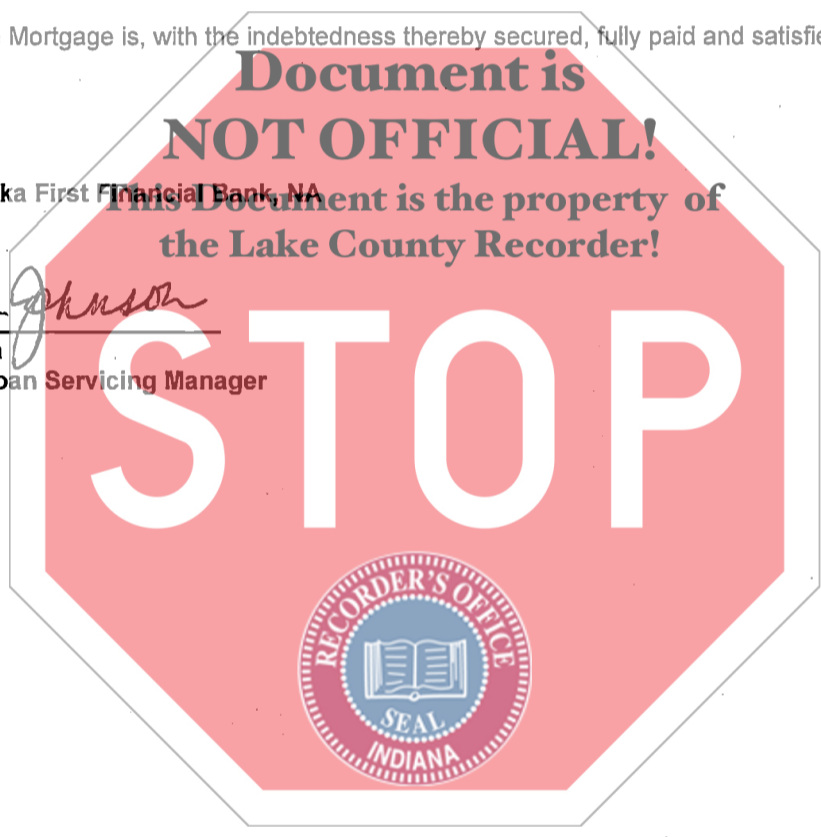 Mortgage is, with the indebtedness thereby secured, fully paid and satisfie
Document is
NOT OFFICIAL!
ka First Financial Bank, NA
This Document is the property of
the Lake County Recorder!
Johnson
STOP
oan Servicing Manager
RECORDER'S OFFICE
SEAL
INDIANA